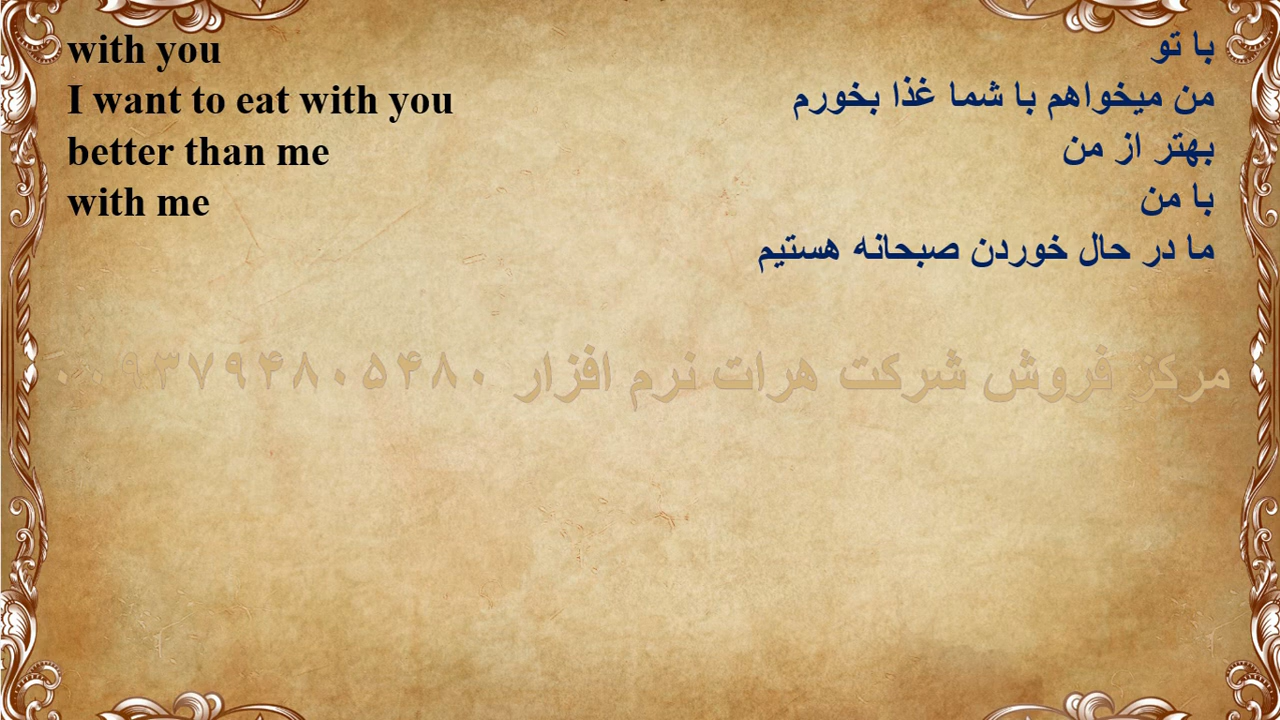 with you
با تو
I want to eat with you
من میخواهم با شما غذا بخورم
better than me
بهتر از من
with me
با من
ما در حال خوردن صبحانه هستیم
مرکز فروش شرکت هرات نرم افزار ۰۰۹۳۷۹۴۸۰۵۴۸۰